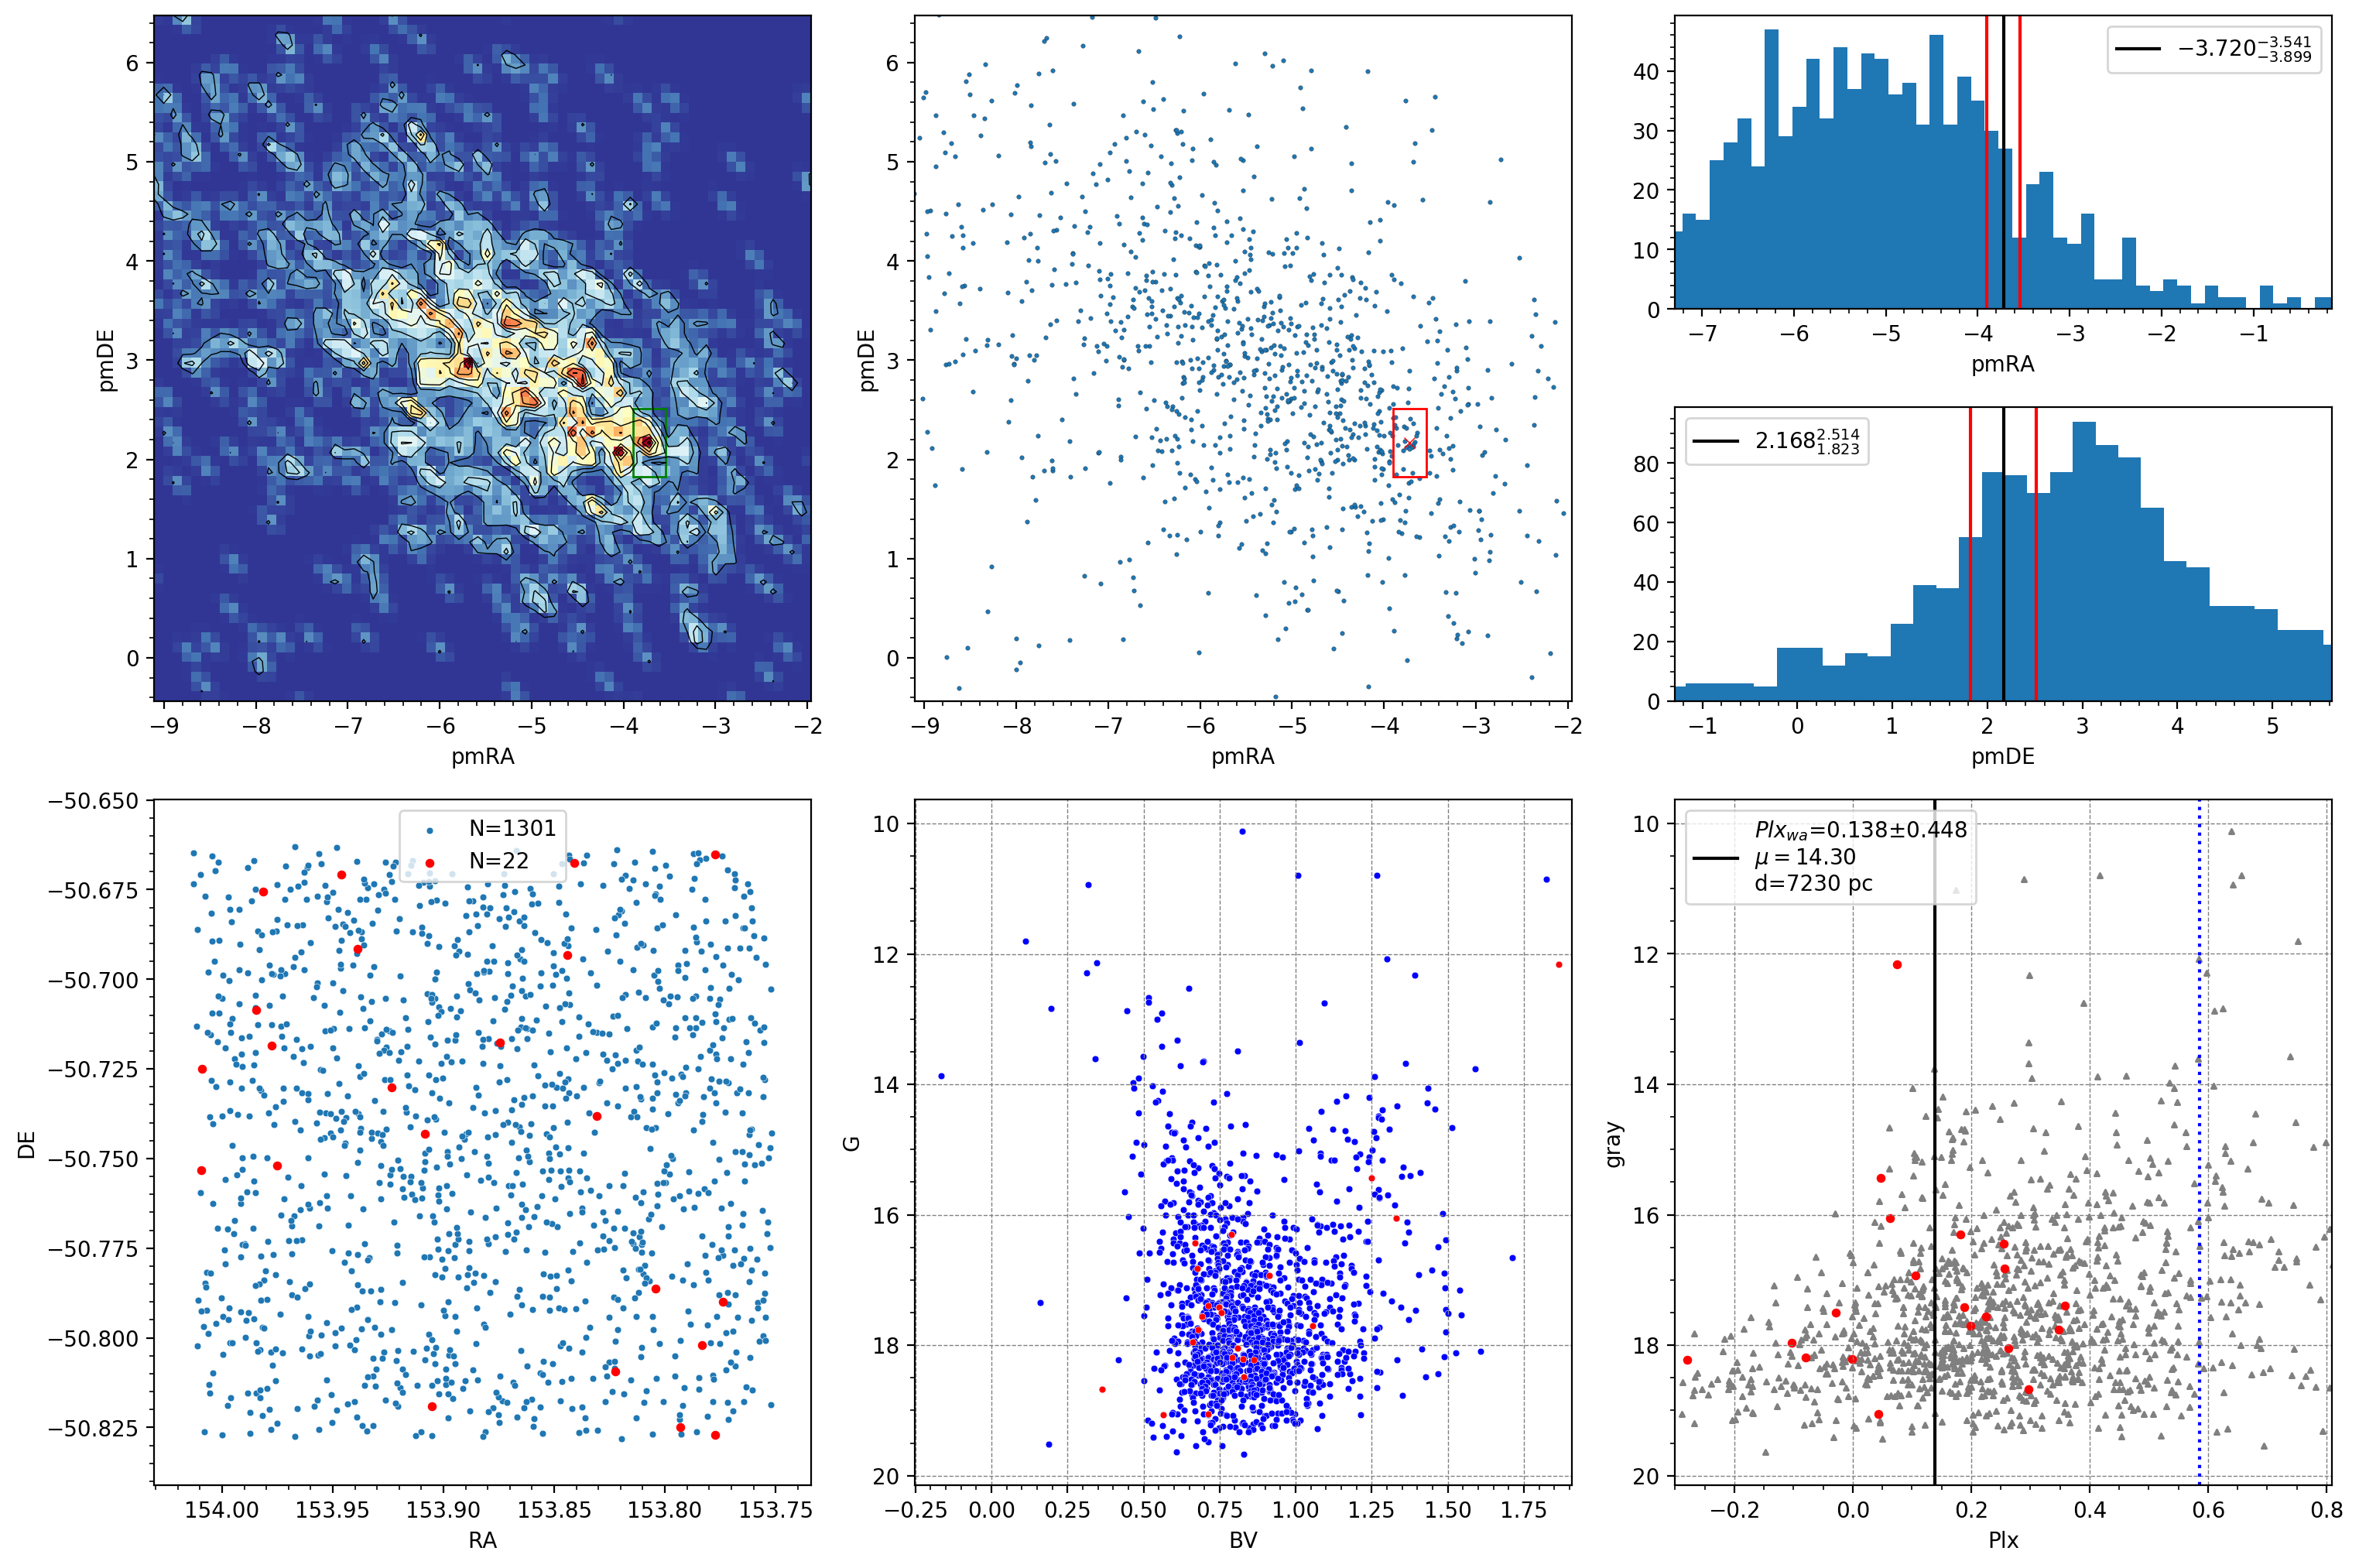 6
5
4
3
2
1
0
−9 −8 −7 −6 −5 −4 −3 −2
pmRA
pmDE
6
5
4
3
2
1
0
−9 −8 −7 −6 −5 −4 −3 −2
pmRA
pmDE
−3.720 −3.541 −3.899
40
30
20
10
0
−7 −6 −5 −4 −3 −2 −1
pmRA
2.168 2.514 1.823
80
60
40
20
0
−1 0 1 2 3 4 5
pmDE
N=1301
N=22
−50.650
−50.675
−50.700
−50.725
−50.750
−50.775
−50.800
−50.825
154.00 153.95 153.90 153.85 153.80 153.75
RA
DE
10
12
14
16
18
20
−0.25 0.00 0.25 0.50 0.75 1.00 1.25 1.50 1.75
BV
G
Plxwa=0.138±0.448
μ = 14.30
d=7230 pc
10
12
14
16
18
20
−0.2 0.0 0.2 0.4 0.6 0.8
Plx
gray